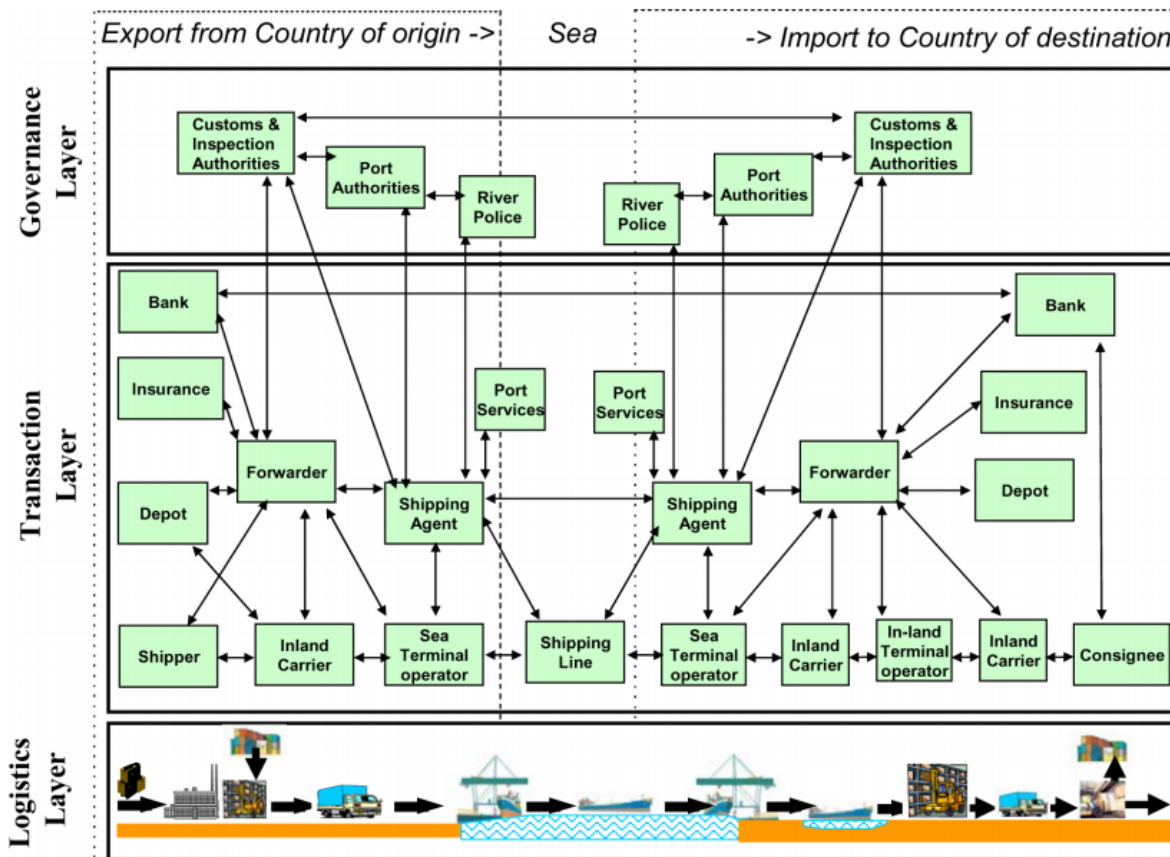 Export from Country of origin ->
Sea
-> Import to Country of destination
Governance
Layer
Customs &
Inspection
Authorities
Port
Authorities
River
Police
River
Police
Port
Authorities
Customs &
Inspection
Authorities
Transaction
Layer
Bank
Insurance
Forwarder
Depot
Shipping
Agent
Port
Services
Port
Services
Shipping
Agent
Forwarder
Bank
Insurance
Depot
Shipper
Inland
Carrier
Sea
Terminal
operator
Shipping
Line
Sea
Terminal
operator
Inland
Carrier
In-land
Terminal
operator
Inland
Carrier
Consignee
Logistics
Layer